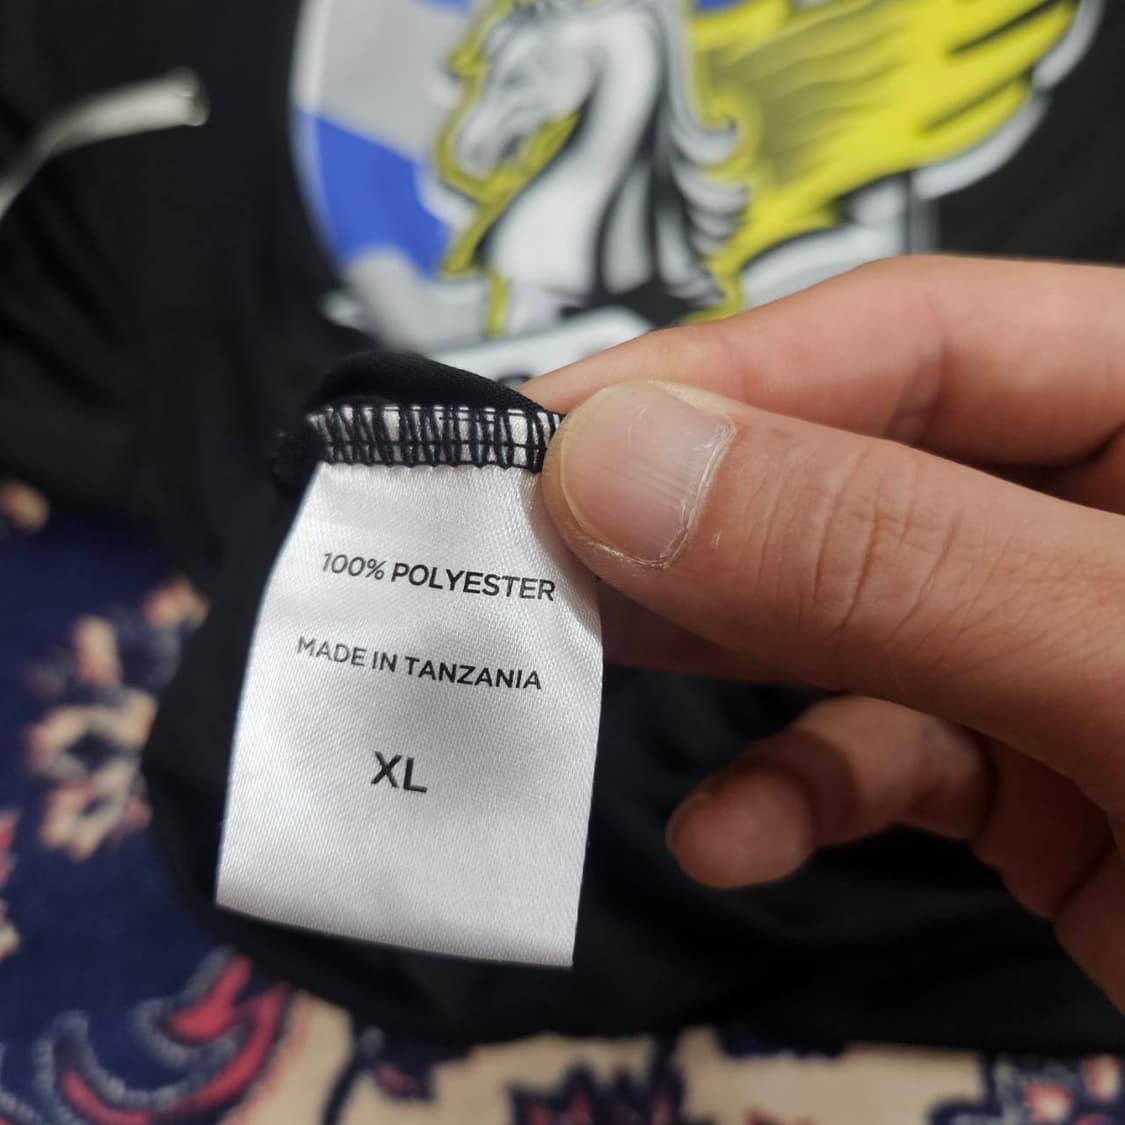 100% POLYESTER
MADE IN TANZANIA
XL